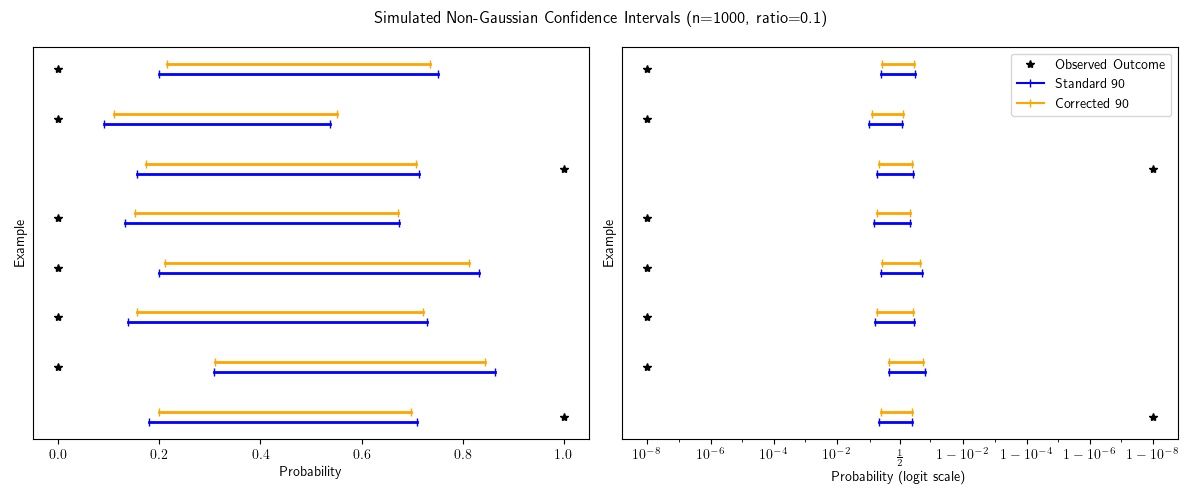 Simulated Non-Gaussian Confidence Intervals (n=1000, ratio=0.1)
Example
0.0 0.2 0.4 0.6 0.8 1.0
Probability
Example
Observed Outcome
Standard 90
Corrected 90
10⁻⁸ 10⁻⁶ 10⁻⁴ 10⁻² 1/2 1 − 10⁻² 1 − 10⁻⁴ 1 − 10⁻⁶ 1 − 10⁻⁸
Probability (logit scale)